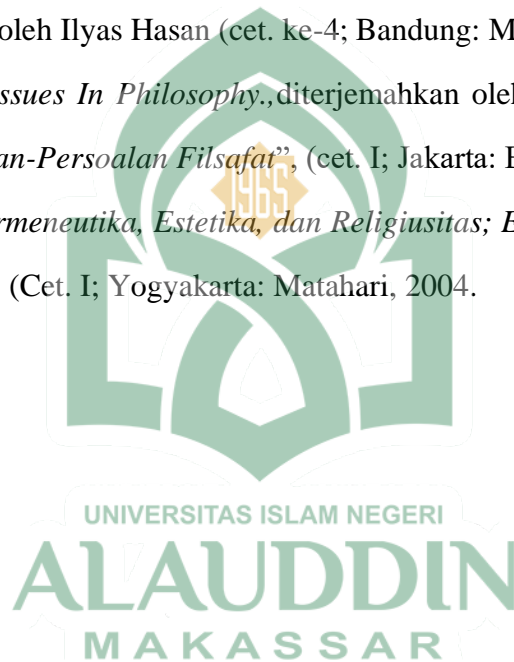 oleh Ilyas Hasan (cet. ke-4; Bandung: M
ssues In Philosophy.,diterjemahkan oleh
an-Persoalan Filsafat”, (cet. I; Jakarta: B
rmeneutika, Estetika, dan Religiusitas; E
(Cet. I; Yogyakarta: Matahari, 2004.
1965
UNIVERSITAS ISLAM NEGERI
ALAUDDIN
MAKASSAR